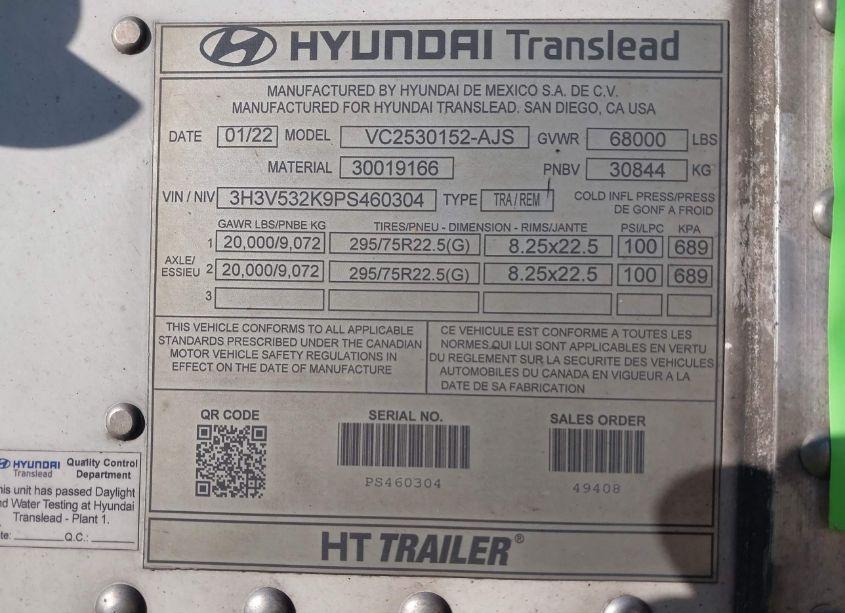 HYUNDAI Translead
MANUFACTURED BY HYUNDAI DE MEXICO S.A. DE C.V.
MANUFACTURED FOR HYUNDAI TRANSLEAD. SAN DIEGO, CA USA
DATE 01/22 MODEL VC2530152-AJS GVWR 68000 LBS
MATERIAL 30019166 PNBV 30844 KG
VIN / NIV 3H3V532K9PS460304 TYPE TRA / REM COLD INFL PRESS/PRESS
DE GONF A FROID
GAWR LBS/PNBE KG TIRES/PNEU - DIMENSION - RIMS/JANTE PSI/LPC KPA
1 20,000/9,072 295/75R22.5(G) 8.25x22.5 100 689
AXLE/
ESSIEU 2 20,000/9,072 295/75R22.5(G) 8.25x22.5 100 689
3
THIS VEHICLE CONFORMS TO ALL APPLICABLE
STANDARDS PRESCRIBED UNDER THE CANADIAN
MOTOR VEHICLE SAFETY REGULATIONS IN
EFFECT ON THE DATE OF MANUFACTURE
CE VEHICULE EST CONFORME A TOUTES LES
NORMES QUI LUI SONT APPLICABLES EN VERTU
DU REGLEMENT SUR LA SECURITE DES VEHICULES
AUTOMOBILES DU CANADA EN VIGUEUR A LA
DATE DE SA FABRICATION
QR CODE
SERIAL NO.
PS460304
SALES ORDER
49408
HT TRAILER®
HYUNDAI Translead
Quality Control
Department
his unit has passed Daylight
nd Water Testing at Hyundai
Translead - Plant 1.
te: Q.C.: